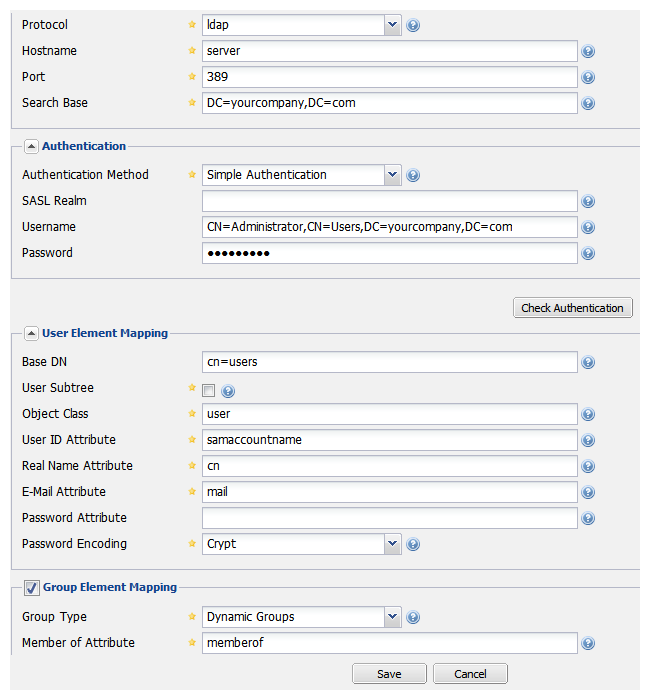 Protocol ldap
Hostname server
Port 389
Search Base DC=yourcompany,DC=com
Authentication
Authentication Method Simple Authentication
SASL Realm
Username CN=Administrator,CN=Users,DC=yourcompany,DC=com
Password •••••••••
Check Authentication
User Element Mapping
Base DN cn=users
User Subtree
Object Class user
User ID Attribute samaccountname
Real Name Attribute cn
E-Mail Attribute mail
Password Attribute
Password Encoding Crypt
Group Element Mapping
Group Type Dynamic Groups
Member of Attribute memberof
Save Cancel